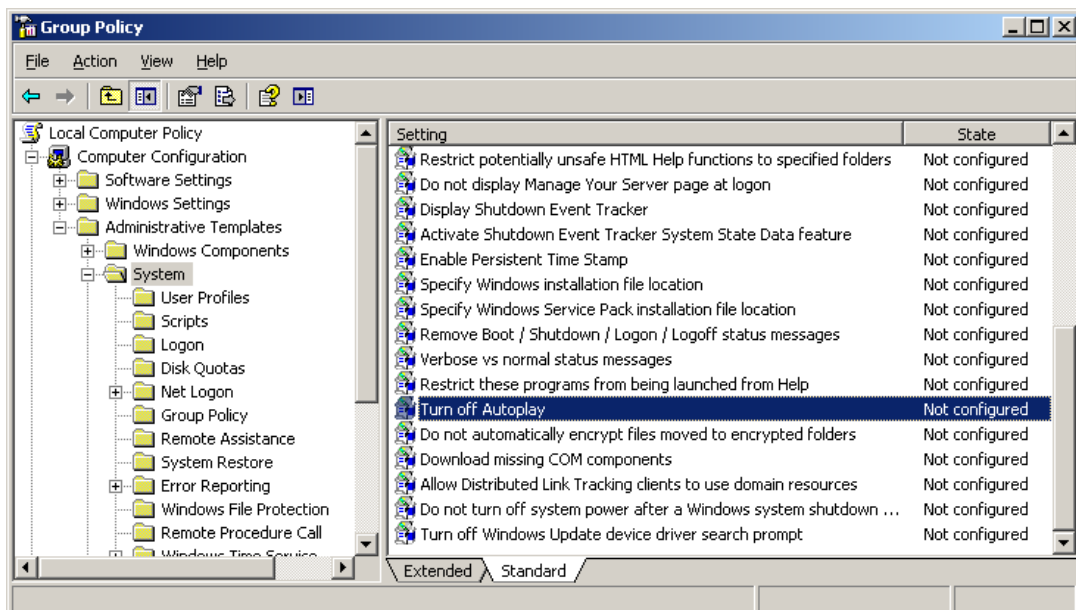 Group Policy
File Action View Help
Local Computer Policy
Computer Configuration
Software Settings
Windows Settings
Administrative Templates
Windows Components
System
User Profiles
Scripts
Logon
Disk Quotas
Net Logon
Group Policy
Remote Assistance
System Restore
Error Reporting
Windows File Protection
Remote Procedure Call
Windows Time Service
Setting State
Restrict potentially unsafe HTML Help functions to specified folders Not configured
Do not display Manage Your Server page at logon Not configured
Display Shutdown Event Tracker Not configured
Activate Shutdown Event Tracker System State Data feature Not configured
Enable Persistent Time Stamp Not configured
Specify Windows installation file location Not configured
Specify Windows Service Pack installation file location Not configured
Remove Boot / Shutdown / Logon / Logoff status messages Not configured
Verbose vs normal status messages Not configured
Restrict these programs from being launched from Help Not configured
Turn off Autoplay Not configured
Do not automatically encrypt files moved to encrypted folders Not configured
Download missing COM components Not configured
Allow Distributed Link Tracking clients to use domain resources Not configured
Do not turn off system power after a Windows system shutdown ... Not configured
Turn off Windows Update device driver search prompt Not configured
Extended Standard